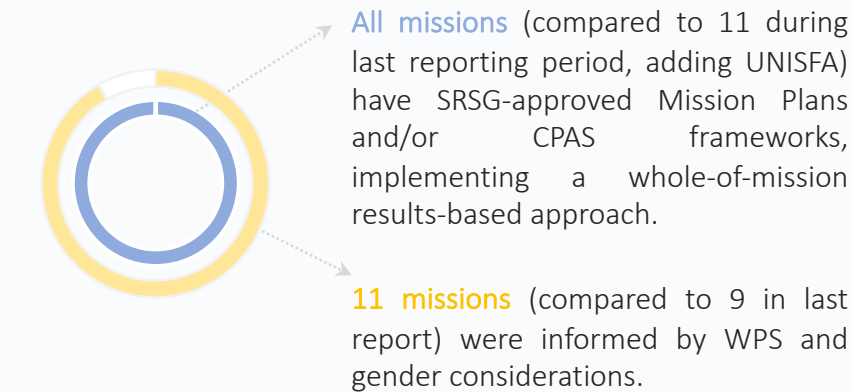 All missions (compared to 11 during
last reporting period, adding UNISFA)
have SRSG-approved Mission Plans
and/or CPAS frameworks,
implementing a whole-of-mission
results-based approach.
11 missions (compared to 9 in last
report) were informed by WPS and
gender considerations.